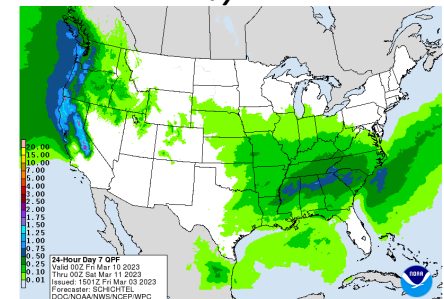 20.00
15.00
10.00
7.00
5.00
4.00
3.00
2.50
2.00
1.75
1.50
1.25
1.00
0.75
0.50
0.25
0.10
0.01
24-Hour Day 7 QPF
Valid 00Z Fri Mar 10 2023
Thru 00Z Sat Mar 11 2023
Issued: 1501Z Fri Mar 03 2023
Forecaster: SCHICHTEL
DOC/NOAA/NWS/NCEP/WPC
NOAA